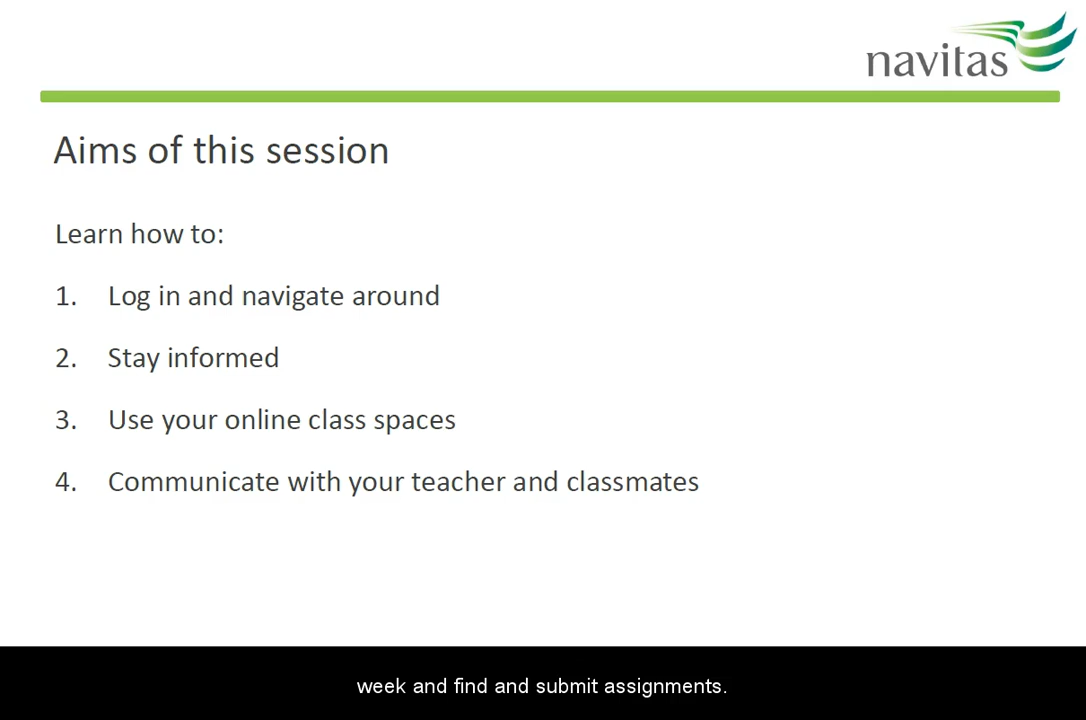 navitas
Aims of this session
Learn how to:
1. Log in and navigate around
2. Stay informed
3. Use your online class spaces
4. Communicate with your teacher and classmates
week and find and submit assignments.